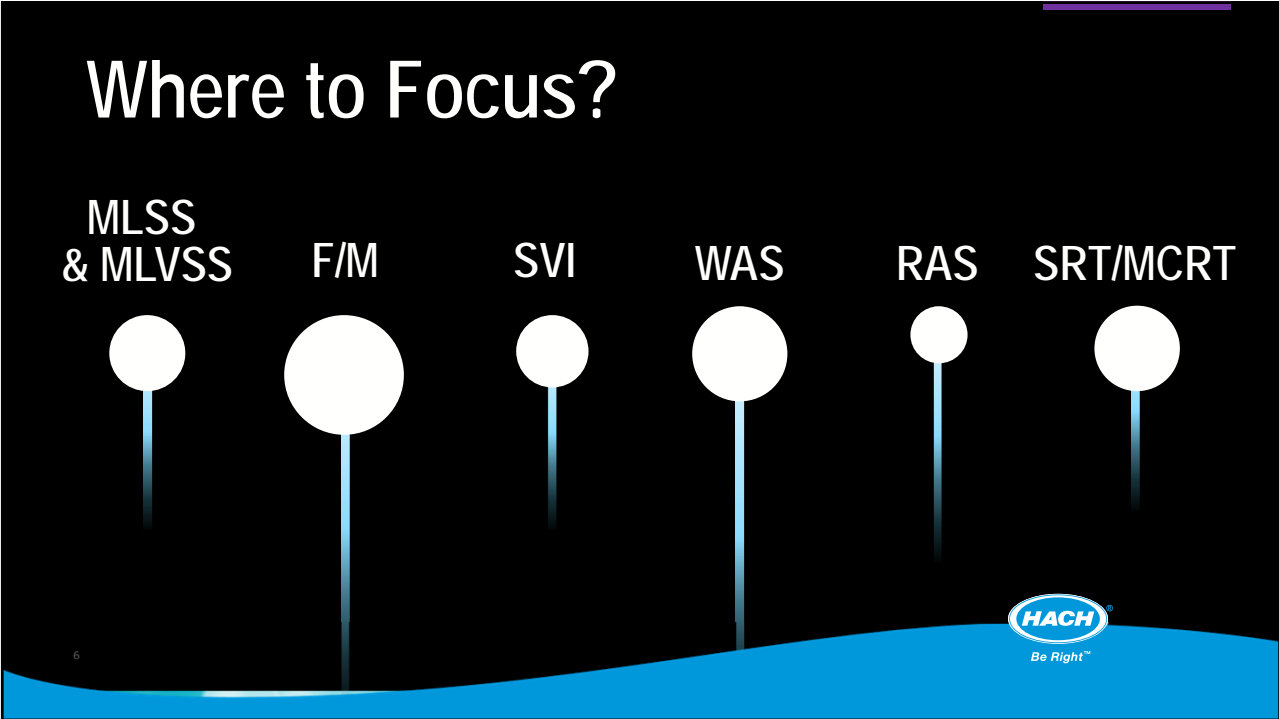 Where to Focus?
MLSS
& MLVSS
F/M
SVI
WAS
RAS
SRT/MCRT
HACH®
Be Right™
6